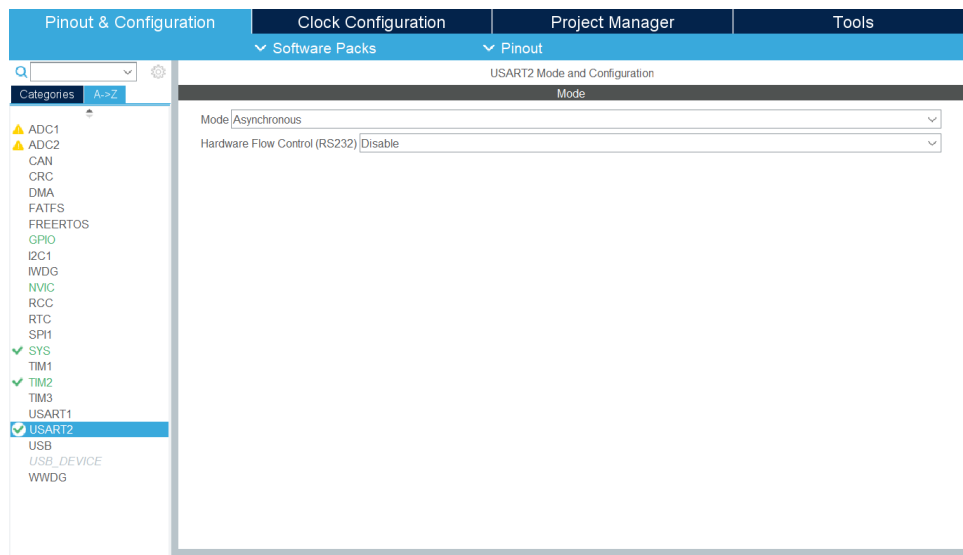 Pinout & Configuration
Clock Configuration
Project Manager
Tools
Software Packs
Pinout
USART2 Mode and Configuration
Categories
A->Z
Mode
Mode Asynchronous
Hardware Flow Control (RS232) Disable
ADC1
ADC2
CAN
CRC
DMA
FATFS
FREERTOS
GPIO
I2C1
IWDG
NVIC
RCC
RTC
SPI1
SYS
TIM1
TIM2
TIM3
USART1
USART2
USB
USB_DEVICE
WWDG